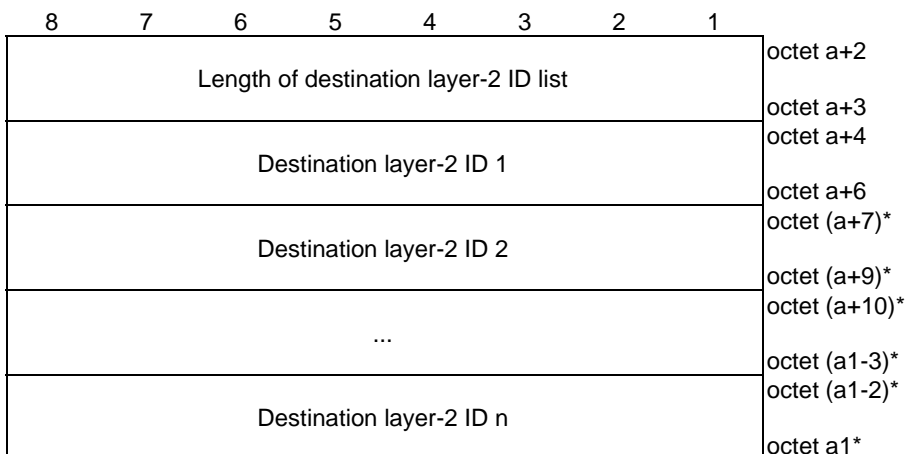 8 7 6 5 4 3 2 1
octet a+2
Length of destination layer-2 ID list
octet a+3
octet a+4
Destination layer-2 ID 1
octet a+6
octet (a+7)*
Destination layer-2 ID 2
octet (a+9)*
octet (a+10)*
...
octet (a1-3)*
octet (a1-2)*
Destination layer-2 ID n
octet a1*